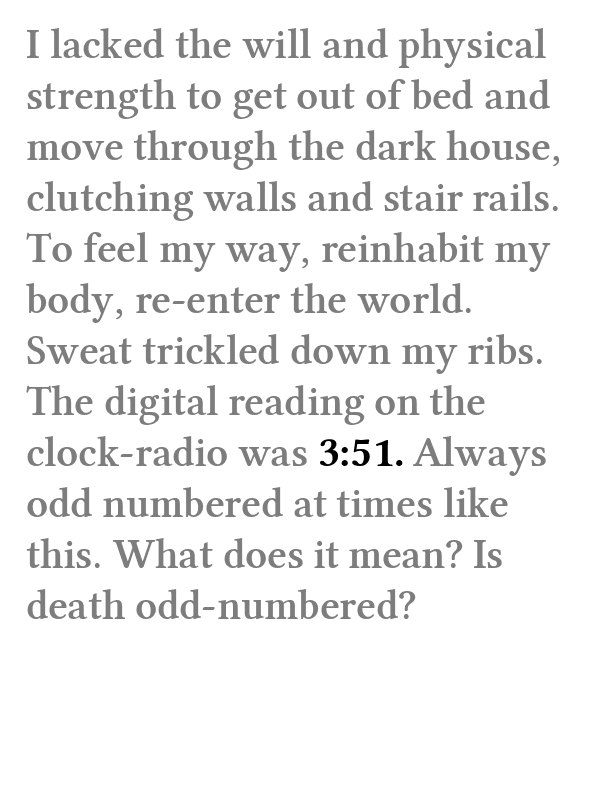 I lacked the will and physical
strength to get out of bed and
move through the dark house,
clutching walls and stair rails.
To feel my way, reinhabit my
body, re-enter the world.
Sweat trickled down my ribs.
The digital reading on the
clock-radio was 3:51. Always
odd numbered at times like
this. What does it mean? Is
death odd-numbered?